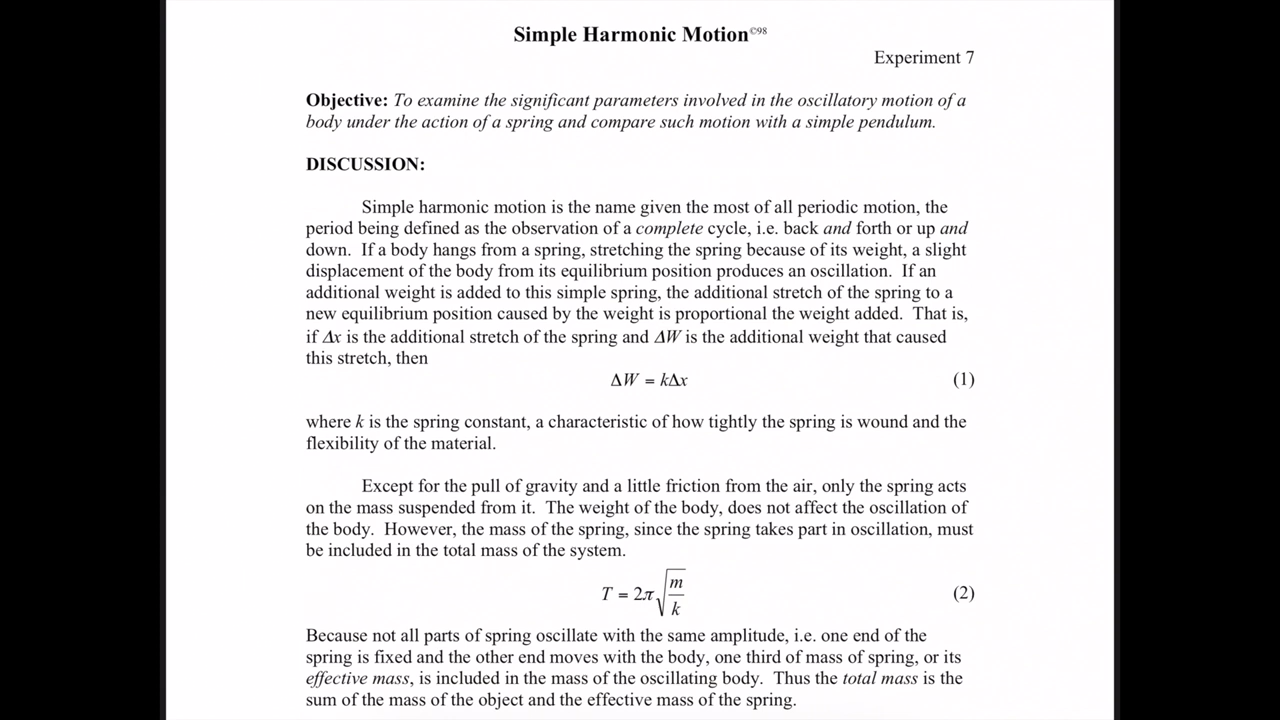 Simple Harmonic Motion©98
Experiment 7
Objective: To examine the significant parameters involved in the oscillatory motion of a
body under the action of a spring and compare such motion with a simple pendulum.
DISCUSSION:
Simple harmonic motion is the name given the most of all periodic motion, the
period being defined as the observation of a complete cycle, i.e. back and forth or up and
down. If a body hangs from a spring, stretching the spring because of its weight, a slight
displacement of the body from its equilibrium position produces an oscillation. If an
additional weight is added to this simple spring, the additional stretch of the spring to a
new equilibrium position caused by the weight is proportional the weight added. That is,
if Δx is the additional stretch of the spring and ΔW is the additional weight that caused
this stretch, then
ΔW = kΔx (1)
where k is the spring constant, a characteristic of how tightly the spring is wound and the
flexibility of the material.
Except for the pull of gravity and a little friction from the air, only the spring acts
on the mass suspended from it. The weight of the body, does not affect the oscillation of
the body. However, the mass of the spring, since the spring takes part in oscillation, must
be included in the total mass of the system.
T = 2π√(m/k) (2)
Because not all parts of spring oscillate with the same amplitude, i.e. one end of the
spring is fixed and the other end moves with the body, one third of mass of spring, or its
effective mass, is included in the mass of the oscillating body. Thus the total mass is the
sum of the mass of the object and the effective mass of the spring.